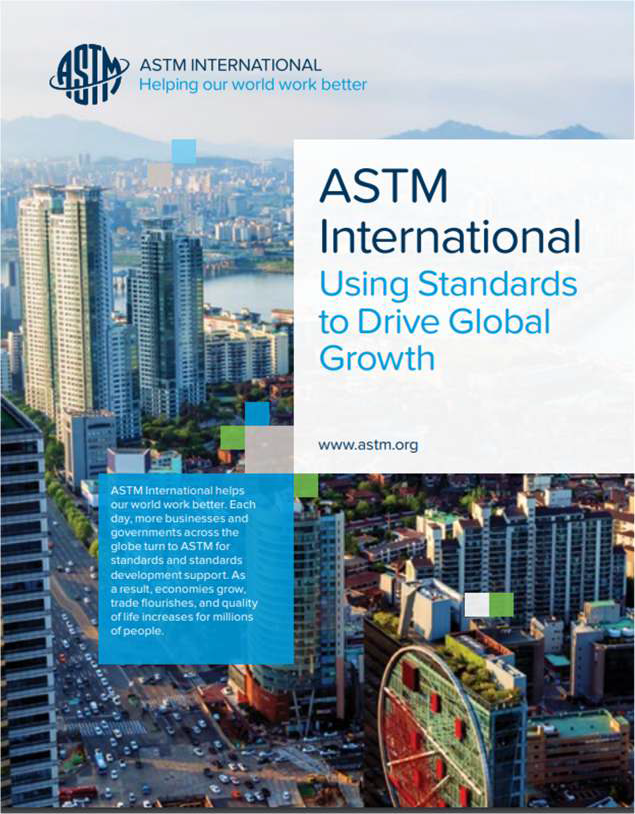 ASTM
ASTM INTERNATIONAL
Helping our world work better
ASTM
International
Using Standards
to Drive Global
Growth
www.astm.org
ASTM International helps
our world work better. Each
day, more businesses and
governments across the
globe turn to ASTM for
standards and standards
development support. As
a result, economies grow,
trade flourishes, and quality
of life increases for millions
of people.